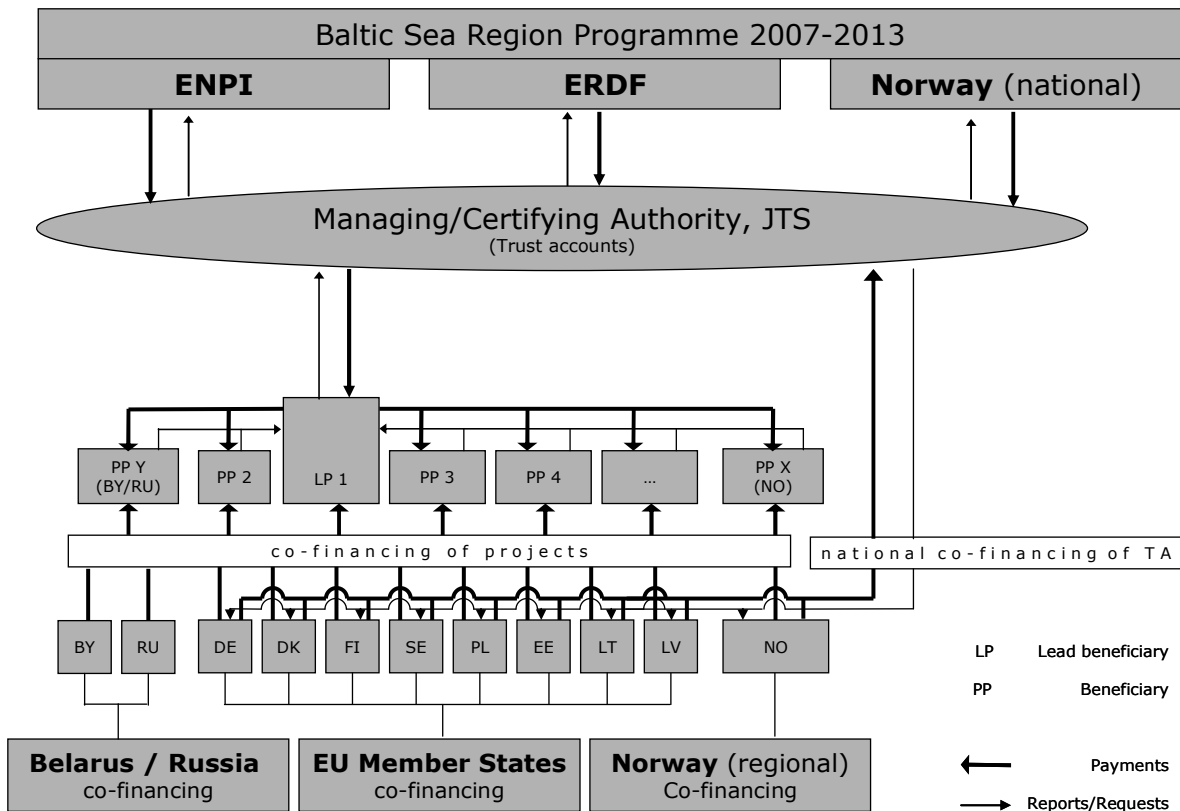 Baltic Sea Region Programme 2007-2013
ENPI
ERDF
Norway (national)
Managing/Certifying Authority, JTS
(Trust accounts)
PP Y
(BY/RU)
PP 2
LP 1
PP 3
PP 4
...
PP X
(NO)
co-financing of projects
national co-financing of TA
BY
RU
DE
DK
FI
SE
PL
EE
LT
LV
NO
LP Lead beneficiary
PP Beneficiary
Belarus / Russia
co-financing
EU Member States
co-financing
Norway (regional)
Co-financing
Payments
Reports/Requests